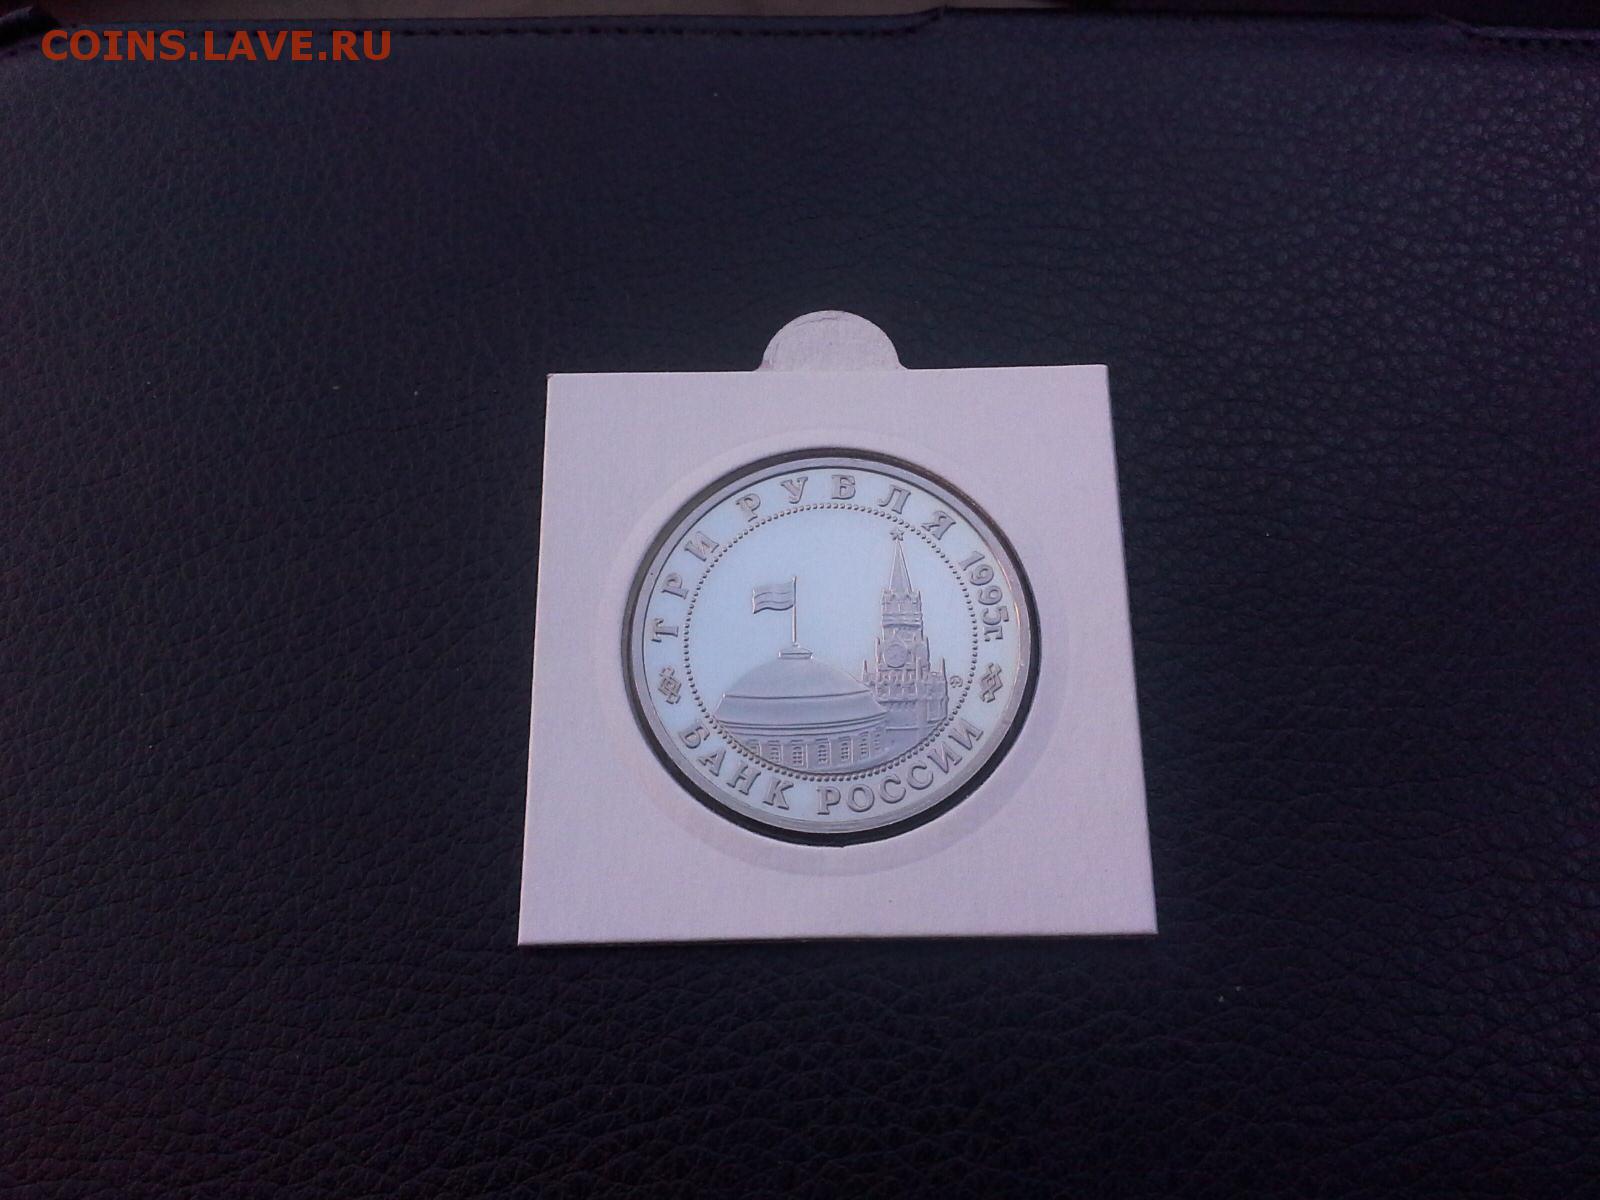 COINS.LAVE.RU
ТРИ РУБЛЯ 1995г.
БАНК РОССИИ